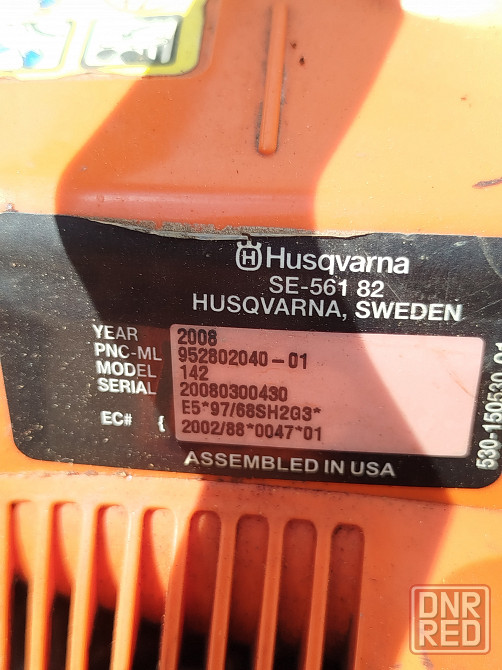 Husqvarna
SE-561 82
HUSQVARNA, SWEDEN
YEAR 2008
PNC-ML 952802040-01
MODEL 142
SERIAL 20080300430
EC# { E5*97/68SH2G3*
2002/88*0047*01
ASSEMBLED IN USA
530-150530-01
DNR
RED